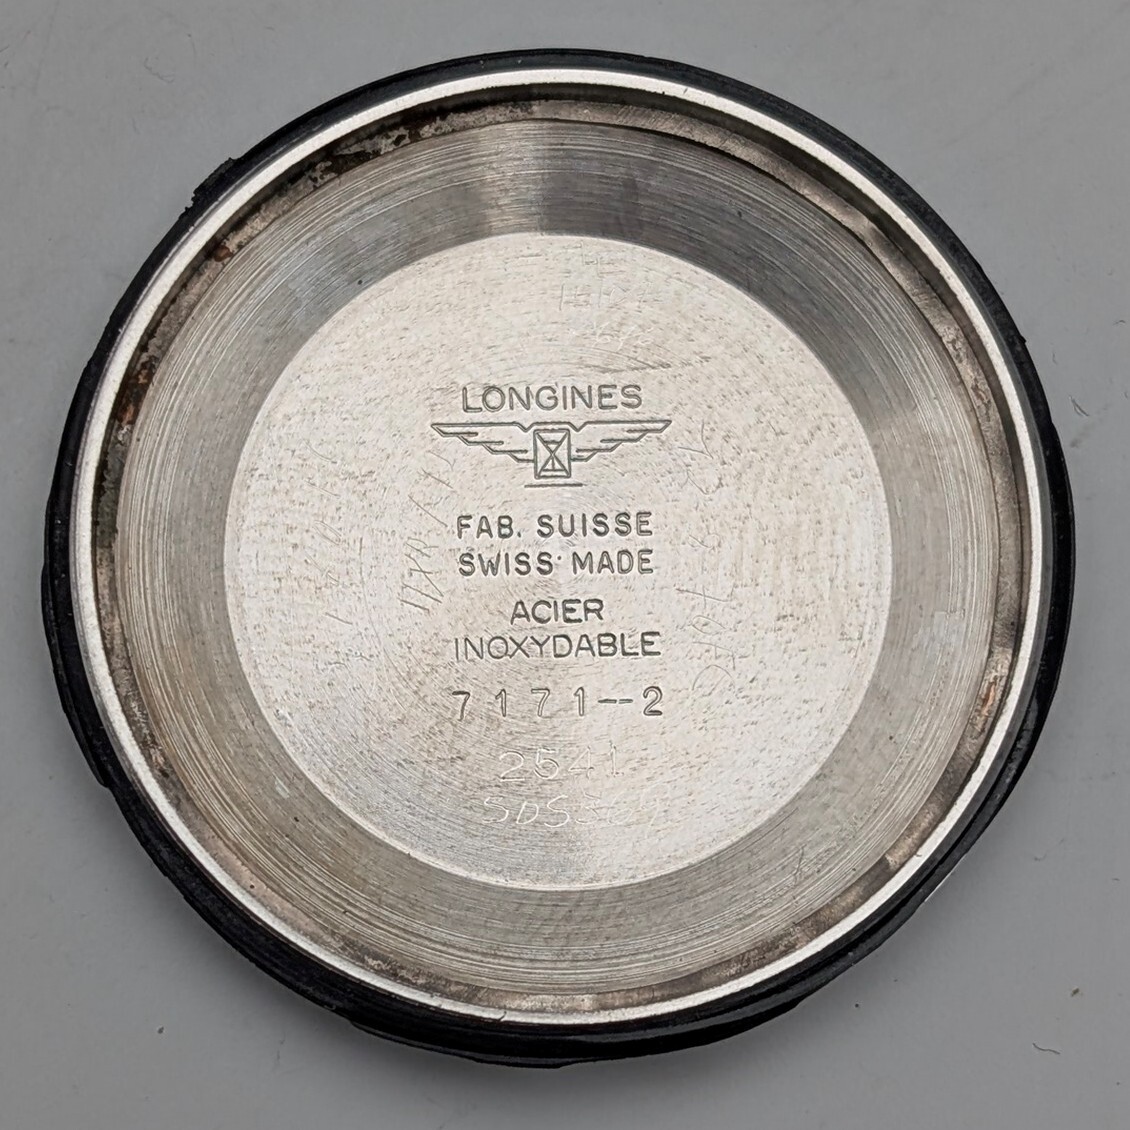 LONGINES
FAB. SUISSE
SWISS MADE
ACIER
INOXYDABLE
7171--2
2541